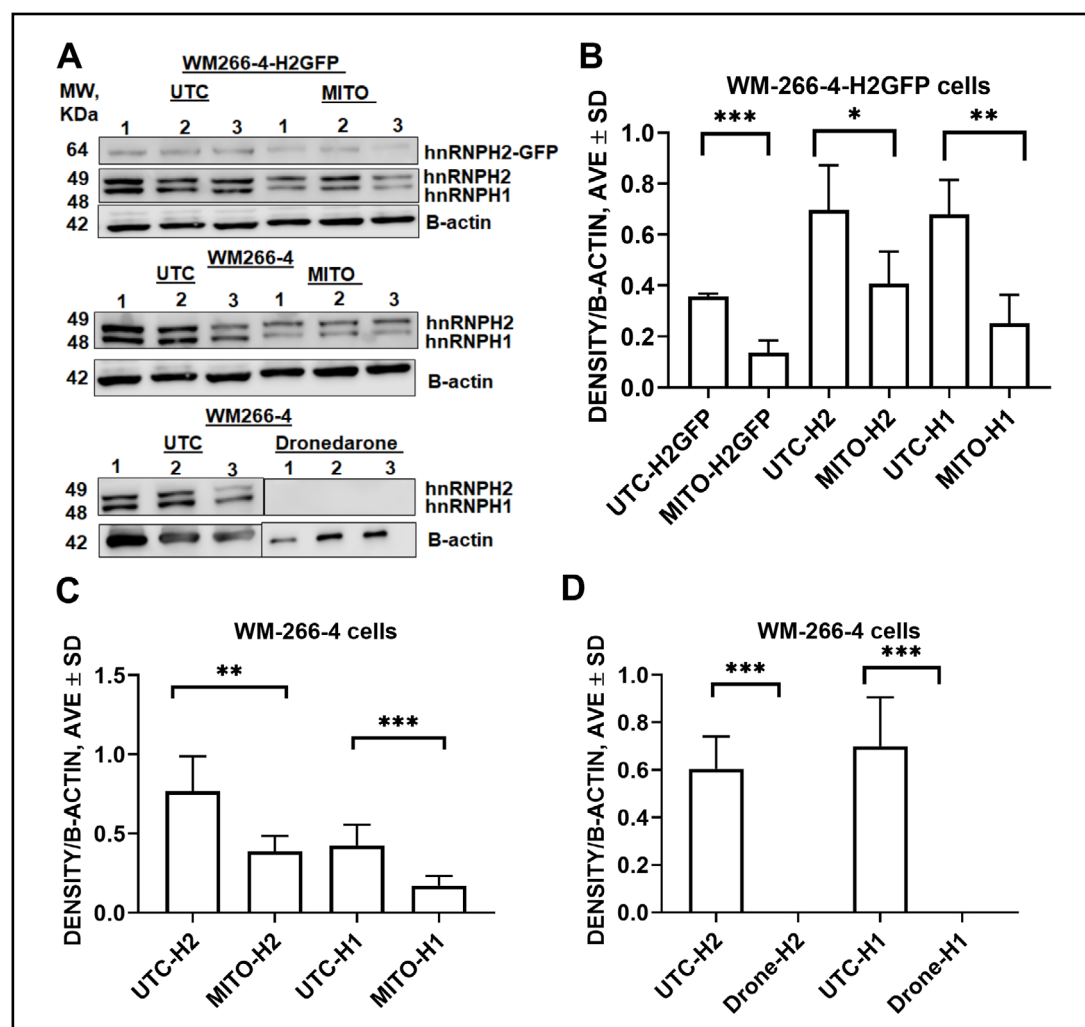 A
WM266-4-H2GFP
MW,
KDa
UTC MITO
1 2 3 1 2 3
64 hnRNPH2-GFP
49 hnRNPH2
48 hnRNPH1
42 B-actin
WM266-4
UTC MITO
1 2 3 1 2 3
49 hnRNPH2
48 hnRNPH1
42 B-actin
WM266-4
UTC Dronedarone
1 2 3 1 2 3
49 hnRNPH2
48 hnRNPH1
42 B-actin
B
WM-266-4-H2GFP cells
DENSITY/B-ACTIN, AVE ± SD
1.0
0.8
0.6
0.4
0.2
0.0
*** * **
UTC-H2GFP
MITO-H2GFP
UTC-H2
MITO-H2
UTC-H1
MITO-H1
C
WM-266-4 cells
DENSITY/B-ACTIN, AVE ± SD
1.5
1.0
0.5
0.0
** ***
UTC-H2
MITO-H2
UTC-H1
MITO-H1
D
WM-266-4 cells
DENSITY/B-ACTIN, AVE ± SD
1.0
0.8
0.6
0.4
0.2
0.0
*** ***
UTC-H2
Drone-H2
UTC-H1
Drone-H1